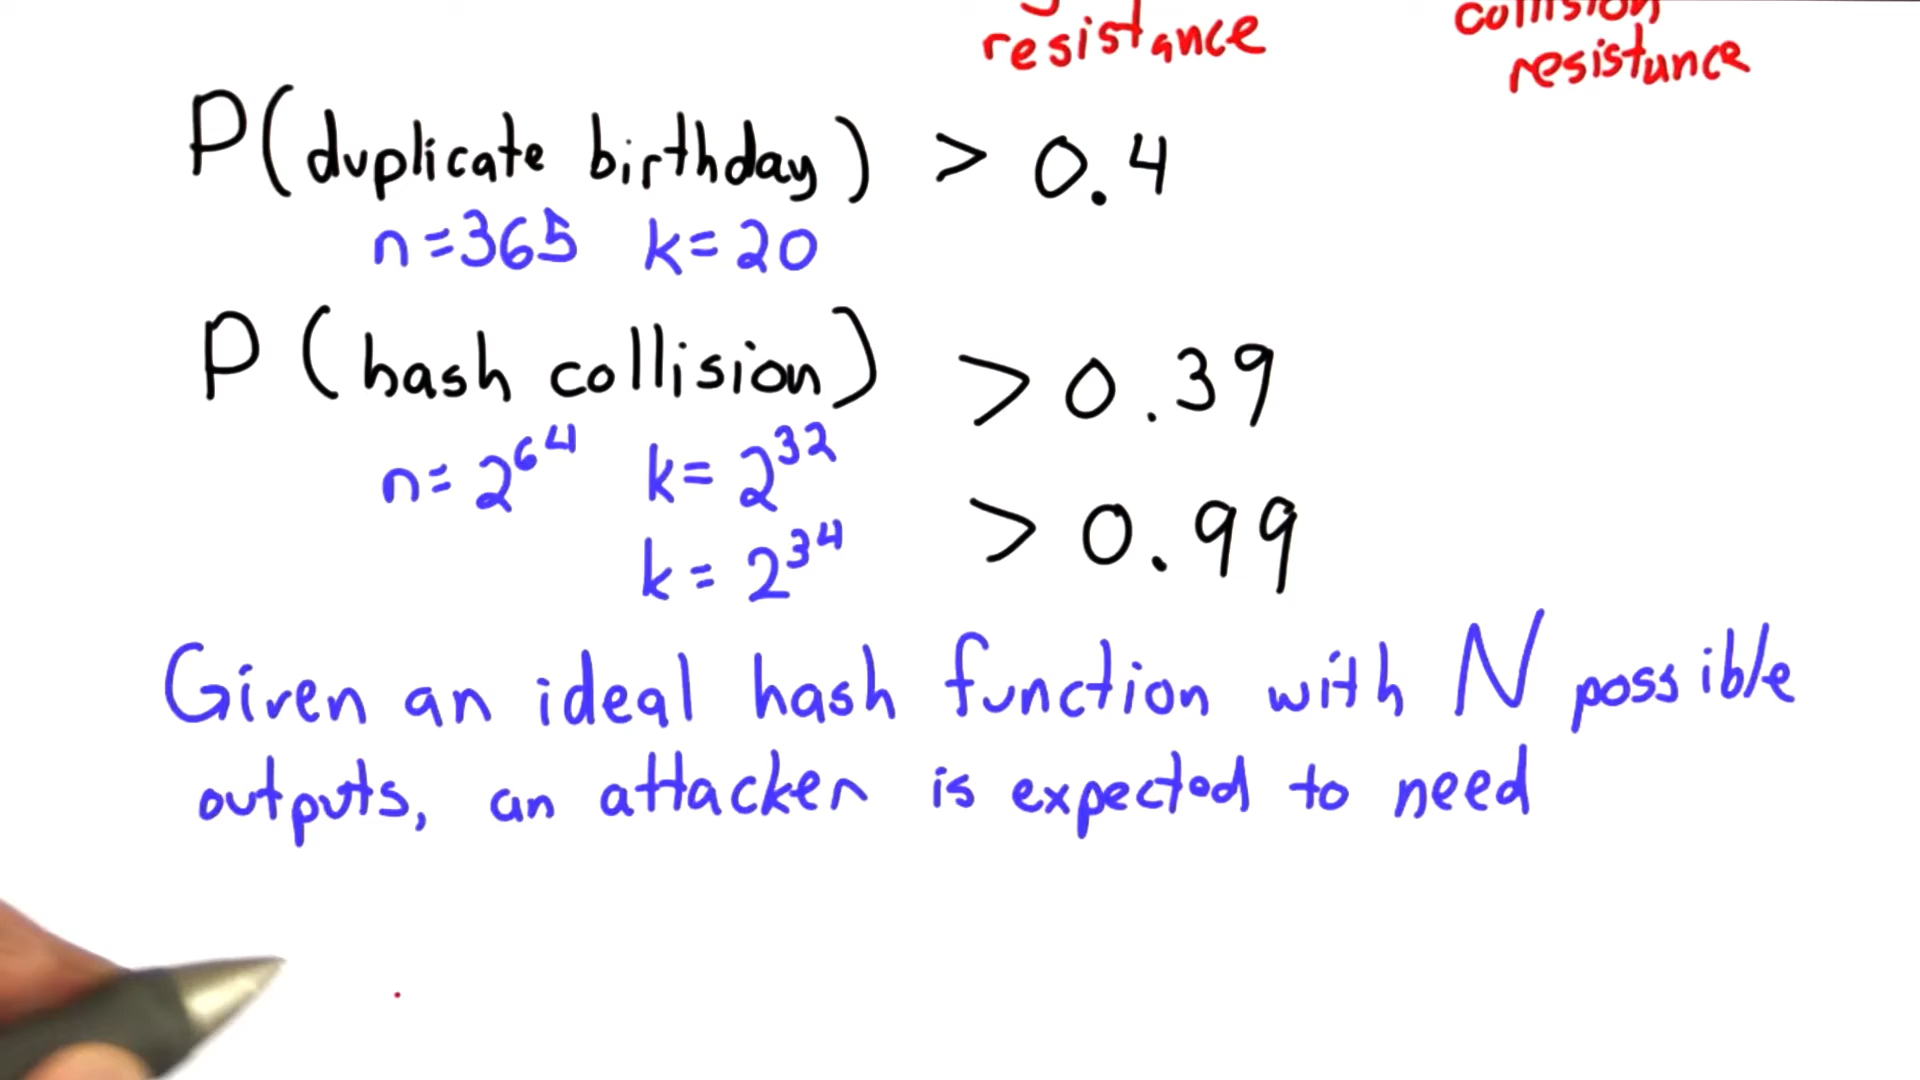 resistance
collision
resistance
P(duplicate birthday) > 0.4
n=365 k=20
P(hash collision) > 0.39
n=2^64 k=2^32
k=2^34 > 0.99
Given an ideal hash function with N possible
outputs, an attacker is expected to need